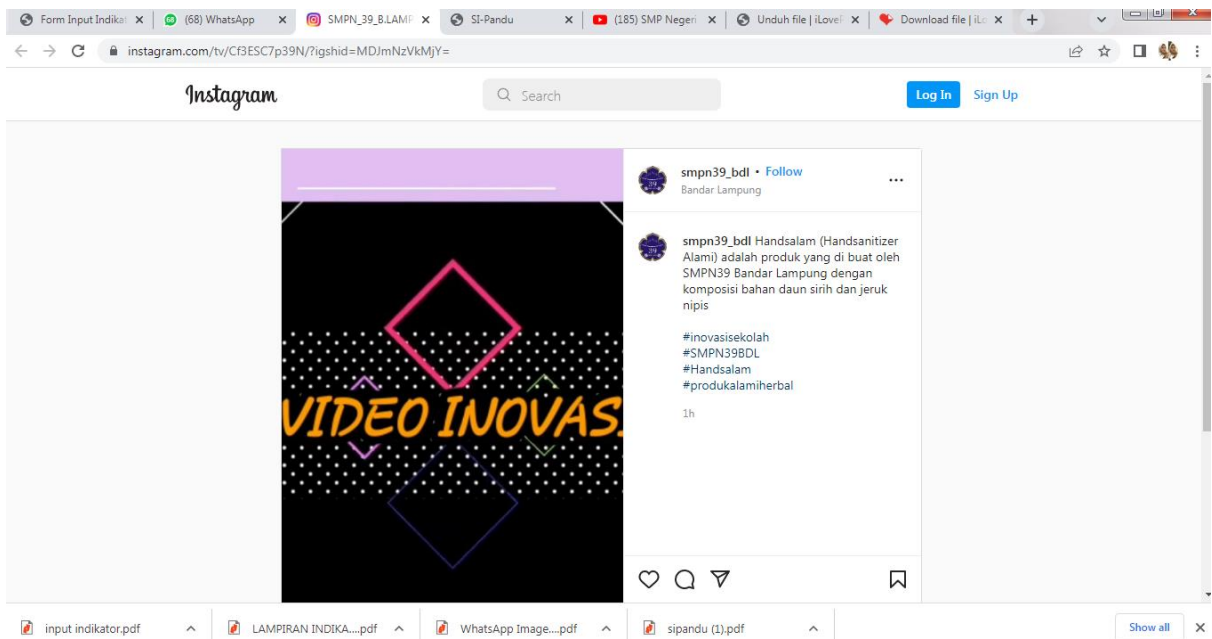 Form Input Indikat
(68) WhatsApp
SMPN_39_B.LAMP
SI-Pandu
(185) SMP Negeri
Unduh file | iLoveP
Download file | iLo
instagram.com/tv/Cf3ESC7p39N/?igshid=MDJmNzVkMjY=
Instagram
Search
Log In
Sign Up
smpn39_bdl • Follow
Bandar Lampung
smpn39_bdl Handsalam (Handsanitizer
Alami) adalah produk yang di buat oleh
SMPN39 Bandar Lampung dengan
komposisi bahan daun sirih dan jeruk
nipis
#inovasisekolah
#SMPN39BDL
#Handsalam
#produkalamiherbal
1h
VIDEO INOVAS
input indikator.pdf
LAMPIRAN INDIKA....pdf
WhatsApp Image....pdf
sipandu (1).pdf
Show all